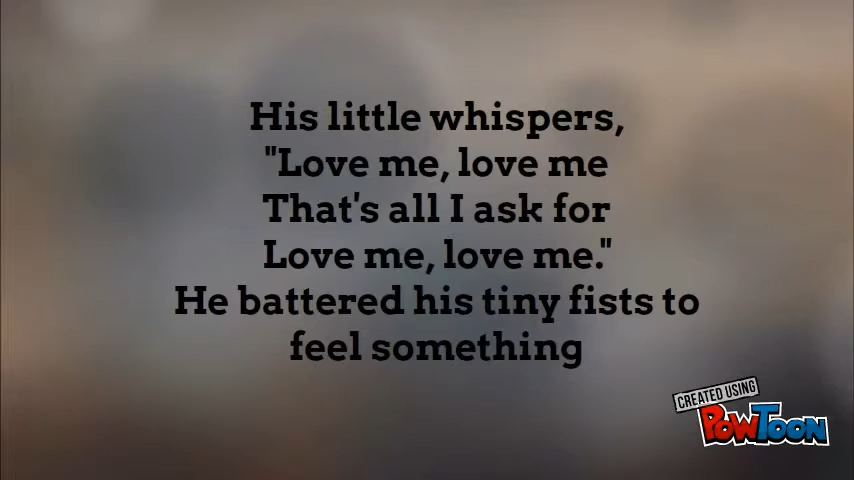 His little whispers,
"Love me, love me
That's all I ask for
Love me, love me."
He battered his tiny fists to
feel something
CREATED USING
POWTOON